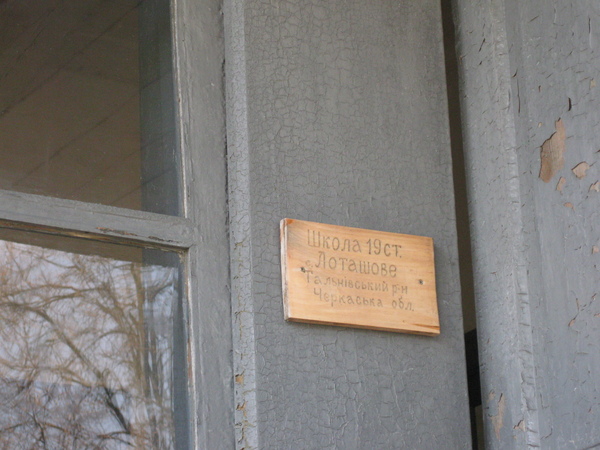 Школа 19ст.
с. Лоташове
Тальнівський р-н
Черкаська обл.